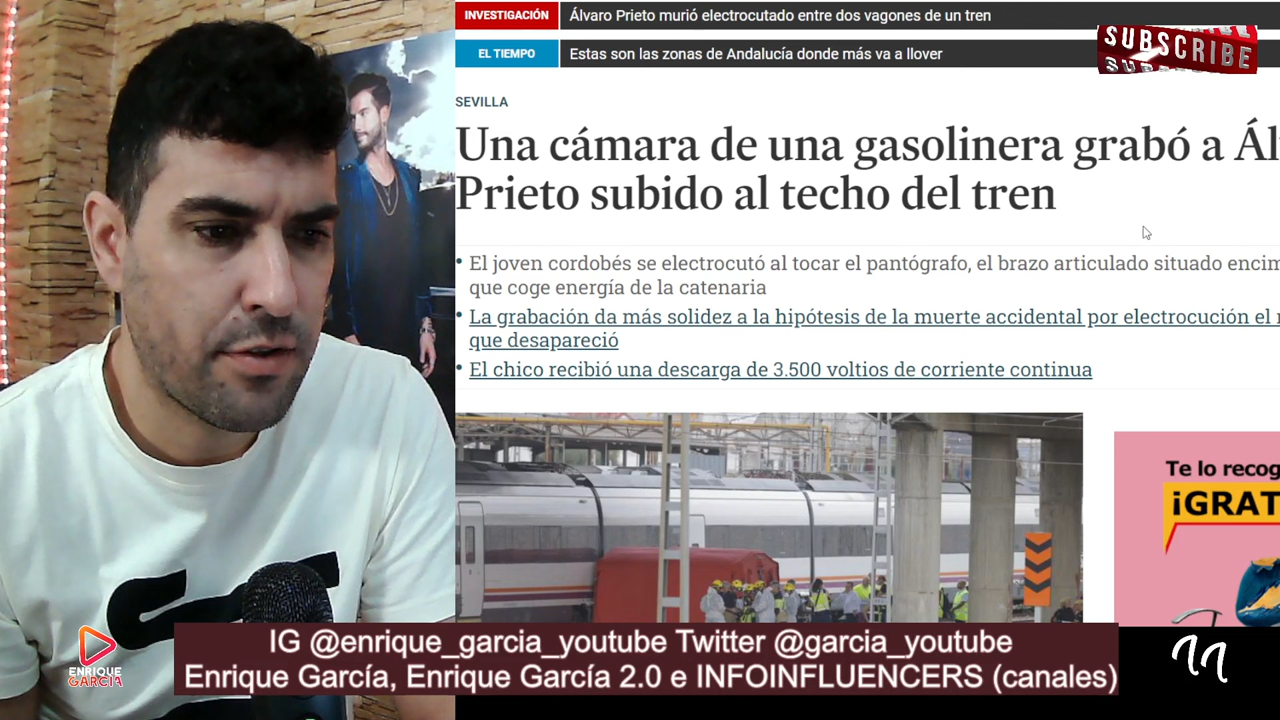 INVESTIGACIÓN Álvaro Prieto murió electrocutado entre dos vagones de un tren
SUBSCRIBE
EL TIEMPO Estas son las zonas de Andalucía donde más va a llover
SEVILLA
Una cámara de una gasolinera grabó a Ál
Prieto subido al techo del tren
El joven cordobés se electrocutó al tocar el pantógrafo, el brazo articulado situado encim
que coge energía de la catenaria
La grabación da más solidez a la hipótesis de la muerte accidental por electrocución el
que desapareció
El chico recibió una descarga de 3.500 voltios de corriente continua
Te lo recog
¡GRAT
IG @enrique_garcia_youtube Twitter @garcia_youtube
Enrique García, Enrique García 2.0 e INFOINFLUENCERS (canales)
ENRIQUE
GARCÍA